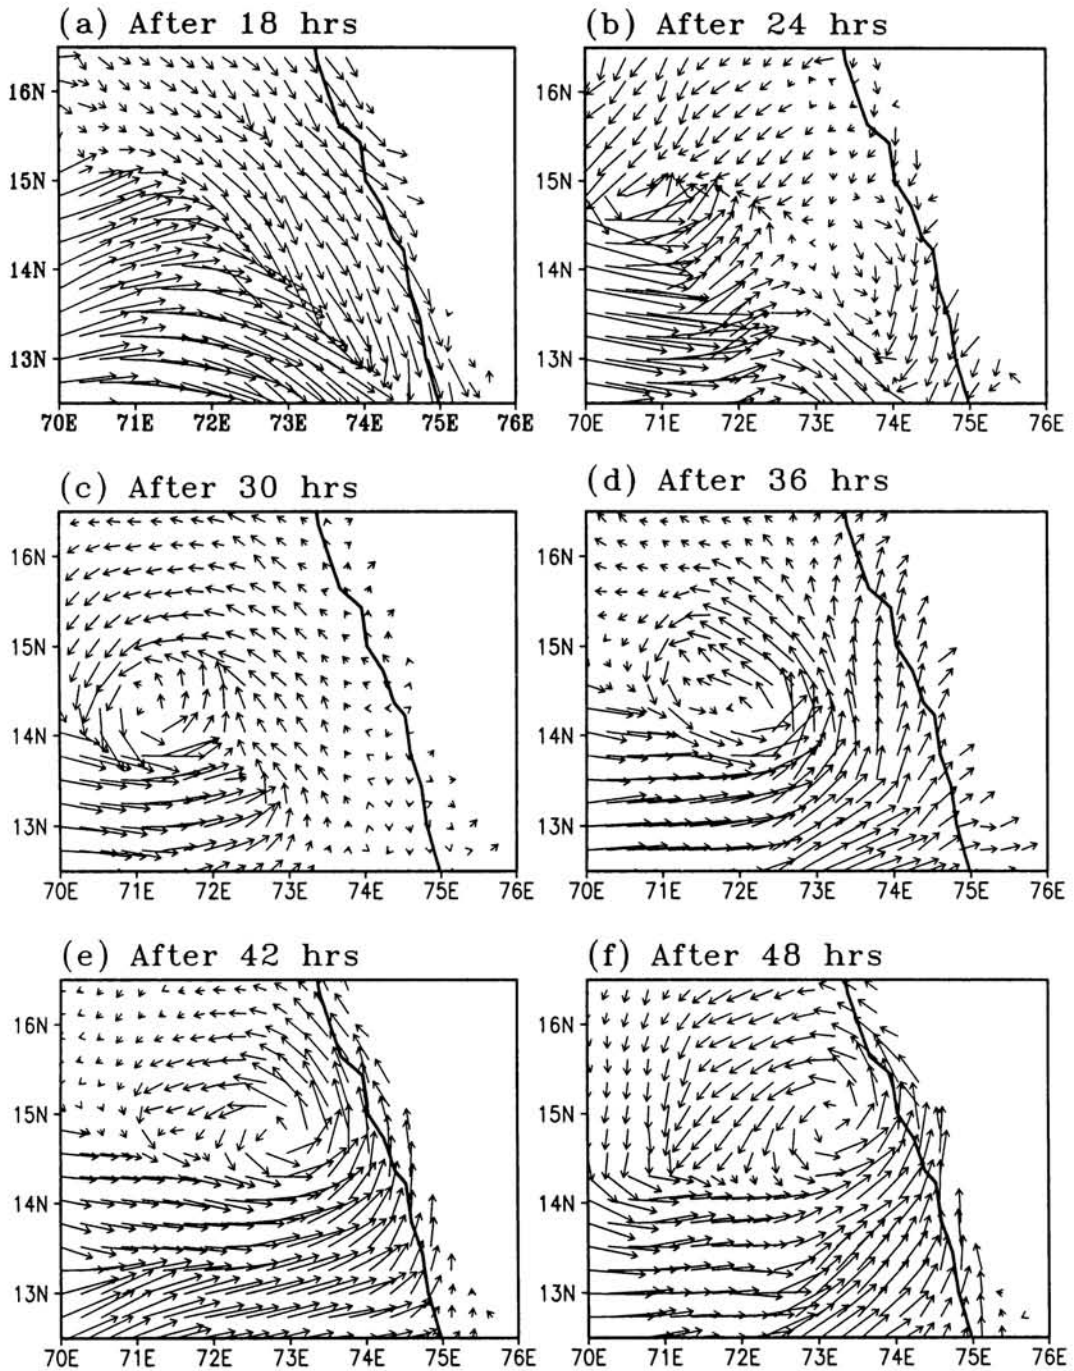 (a) After 18 hrs
(b) After 24 hrs
16N
15N
14N
13N
70E 71E 72E 73E 74E 75E 76E
16N
15N
14N
13N
70E 71E 72E 73E 74E 75E 76E
(c) After 30 hrs
(d) After 36 hrs
16N
15N
14N
13N
70E 71E 72E 73E 74E 75E 76E
16N
15N
14N
13N
70E 71E 72E 73E 74E 75E 76E
(e) After 42 hrs
(f) After 48 hrs
16N
15N
14N
13N
70E 71E 72E 73E 74E 75E 76E
16N
15N
14N
13N
70E 71E 72E 73E 74E 75E 76E